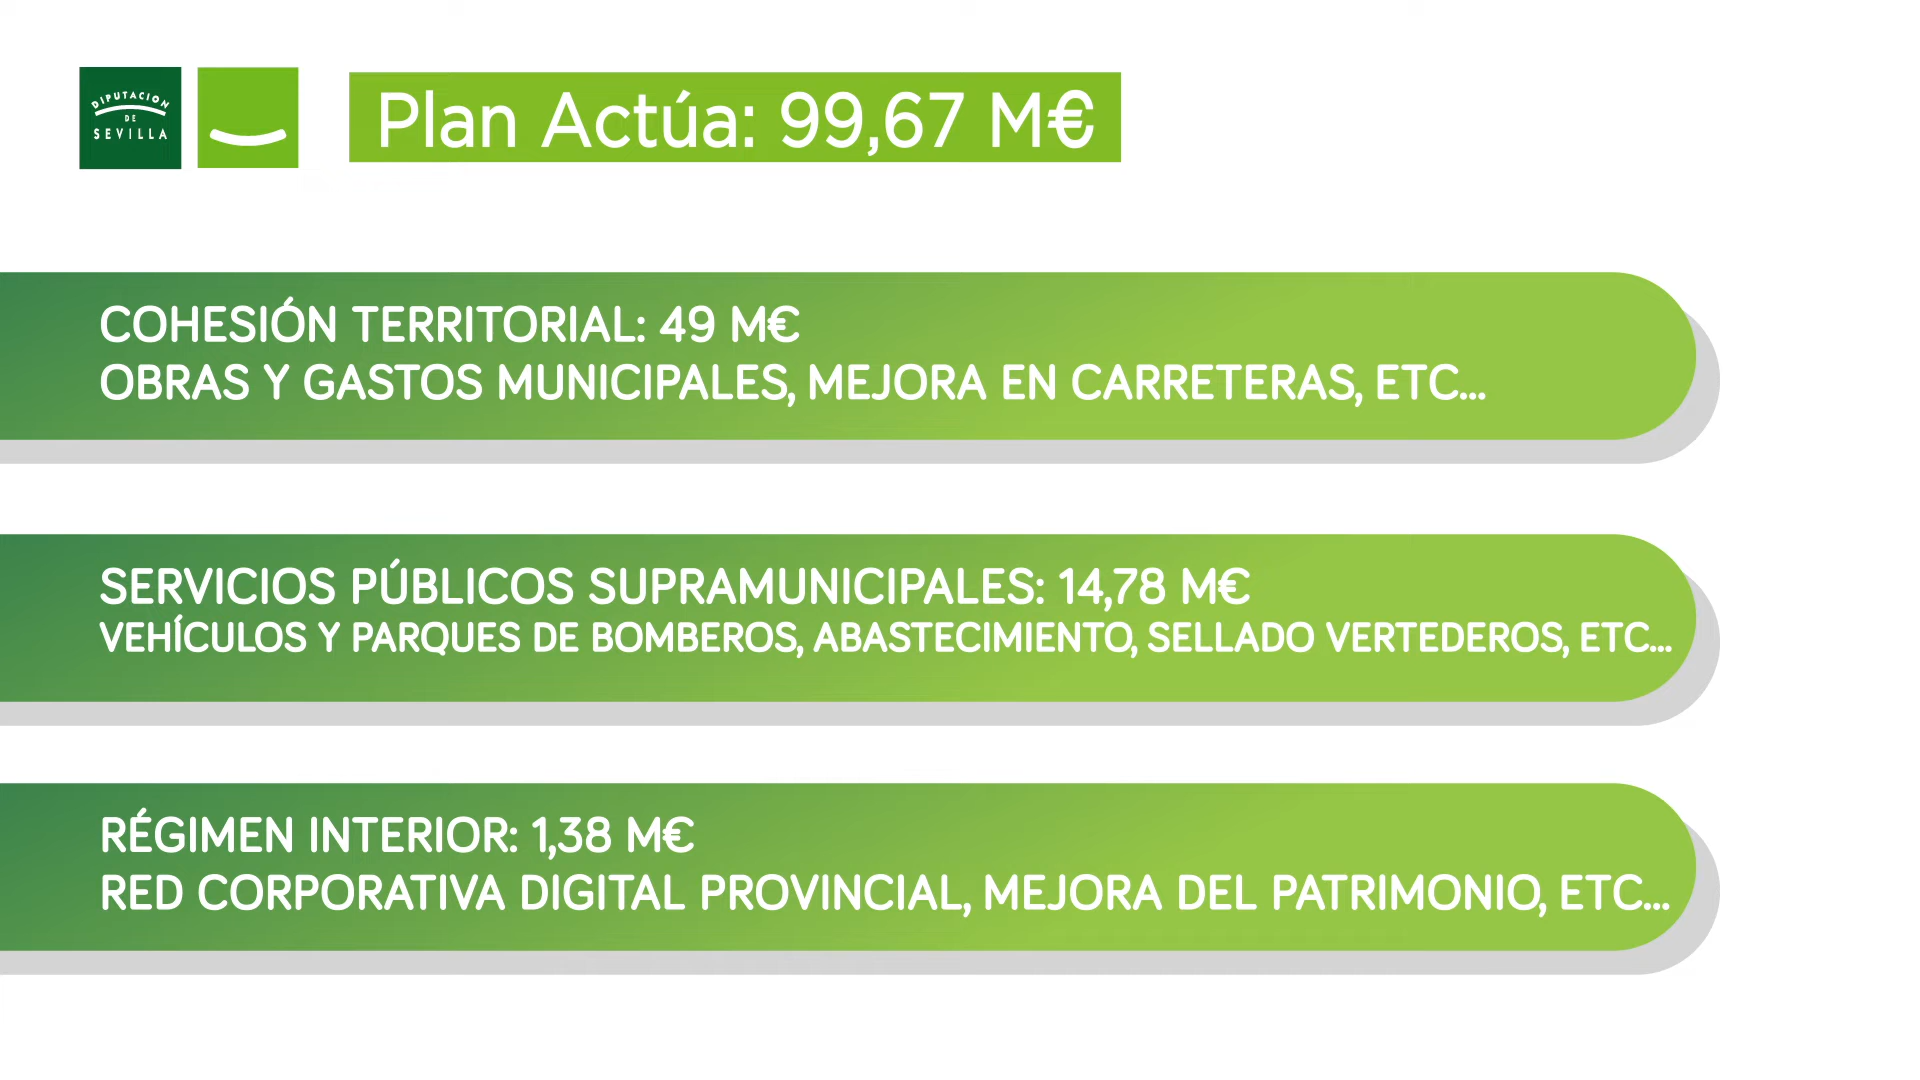 DIPUTACION
DE
SEVILLA
Plan Actúa: 99,67 M€
COHESIÓN TERRITORIAL: 49 M€
OBRAS Y GASTOS MUNICIPALES, MEJORA EN CARRETERAS, ETC...
SERVICIOS PÚBLICOS SUPRAMUNICIPALES: 14,78 M€
VEHÍCULOS Y PARQUES DE BOMBEROS, ABASTECIMIENTO, SELLADO VERTEDEROS, ETC...
RÉGIMEN INTERIOR: 1,38 M€
RED CORPORATIVA DIGITAL PROVINCIAL, MEJORA DEL PATRIMONIO, ETC...